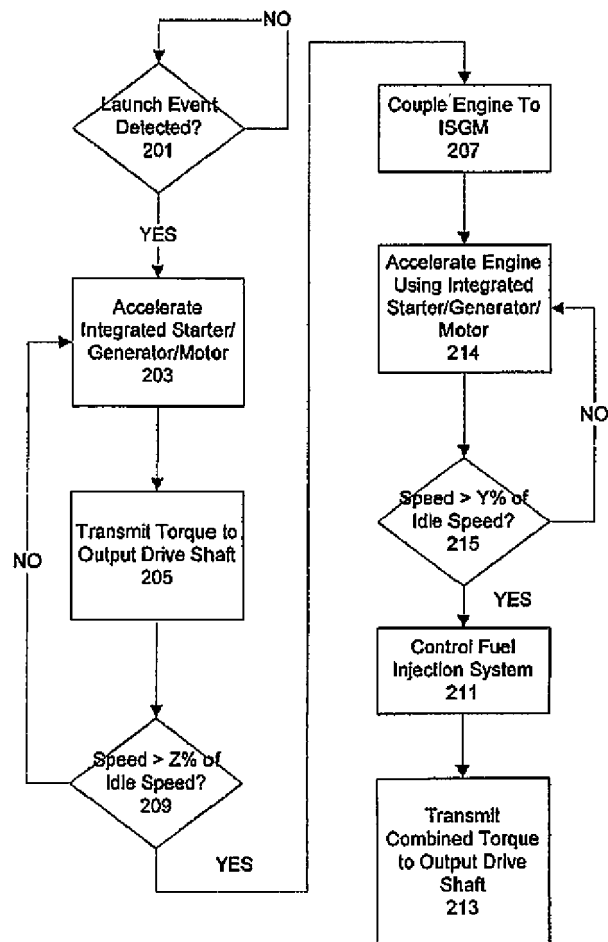 NO
Launch Event
Detected?
201
YES
Accelerate
Integrated Starter/
Generator/Motor
203
Transmit Torque to
Output Drive Shaft
205
NO
Speed > Z% of
Idle Speed?
209
YES
Couple Engine To
ISGM
207
Accelerate Engine
Using Integrated
Starter/Generator/
Motor
214
NO
Speed > Y% of
Idle Speed?
215
YES
Control Fuel
Injection System
211
Transmit
Combined Torque
to Output Drive
Shaft
213